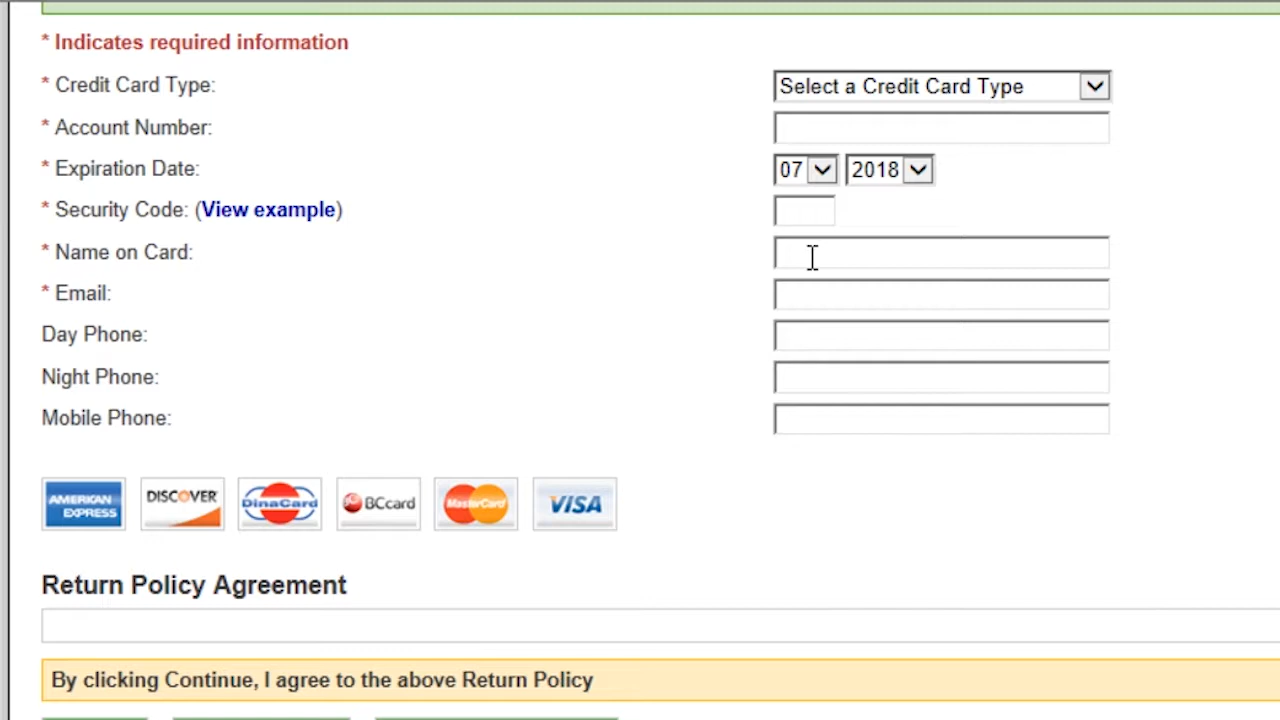 * Indicates required information
* Credit Card Type: Select a Credit Card Type
* Account Number:
* Expiration Date: 07 2018
* Security Code: (View example)
* Name on Card:
* Email:
Day Phone:
Night Phone:
Mobile Phone:
AMERICAN EXPRESS DISCOVER DinaCard BCcard MasterCard VISA
Return Policy Agreement
By clicking Continue, I agree to the above Return Policy